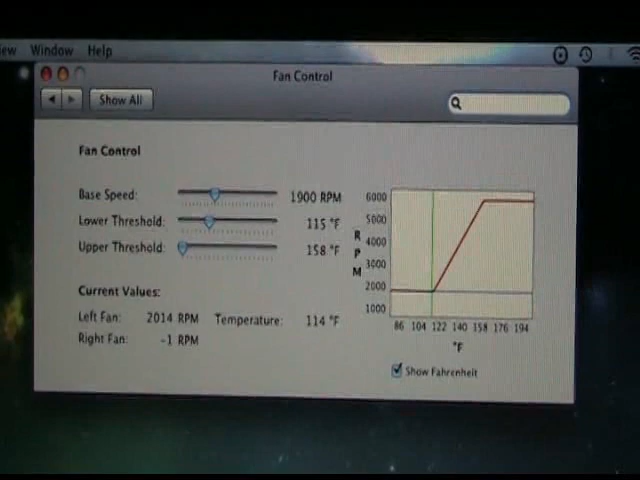 iew Window Help
Fan Control
Show All
Fan Control
Base Speed: 1900 RPM
Lower Threshold: 115 °F
Upper Threshold: 158 °F
Current Values:
Left Fan: 2014 RPM Temperature: 114 °F
Right Fan: -1 RPM
6000
5000
4000
3000
2000
1000
RPM
86 104 122 140 158 176 194
°F
Show Fahrenheit